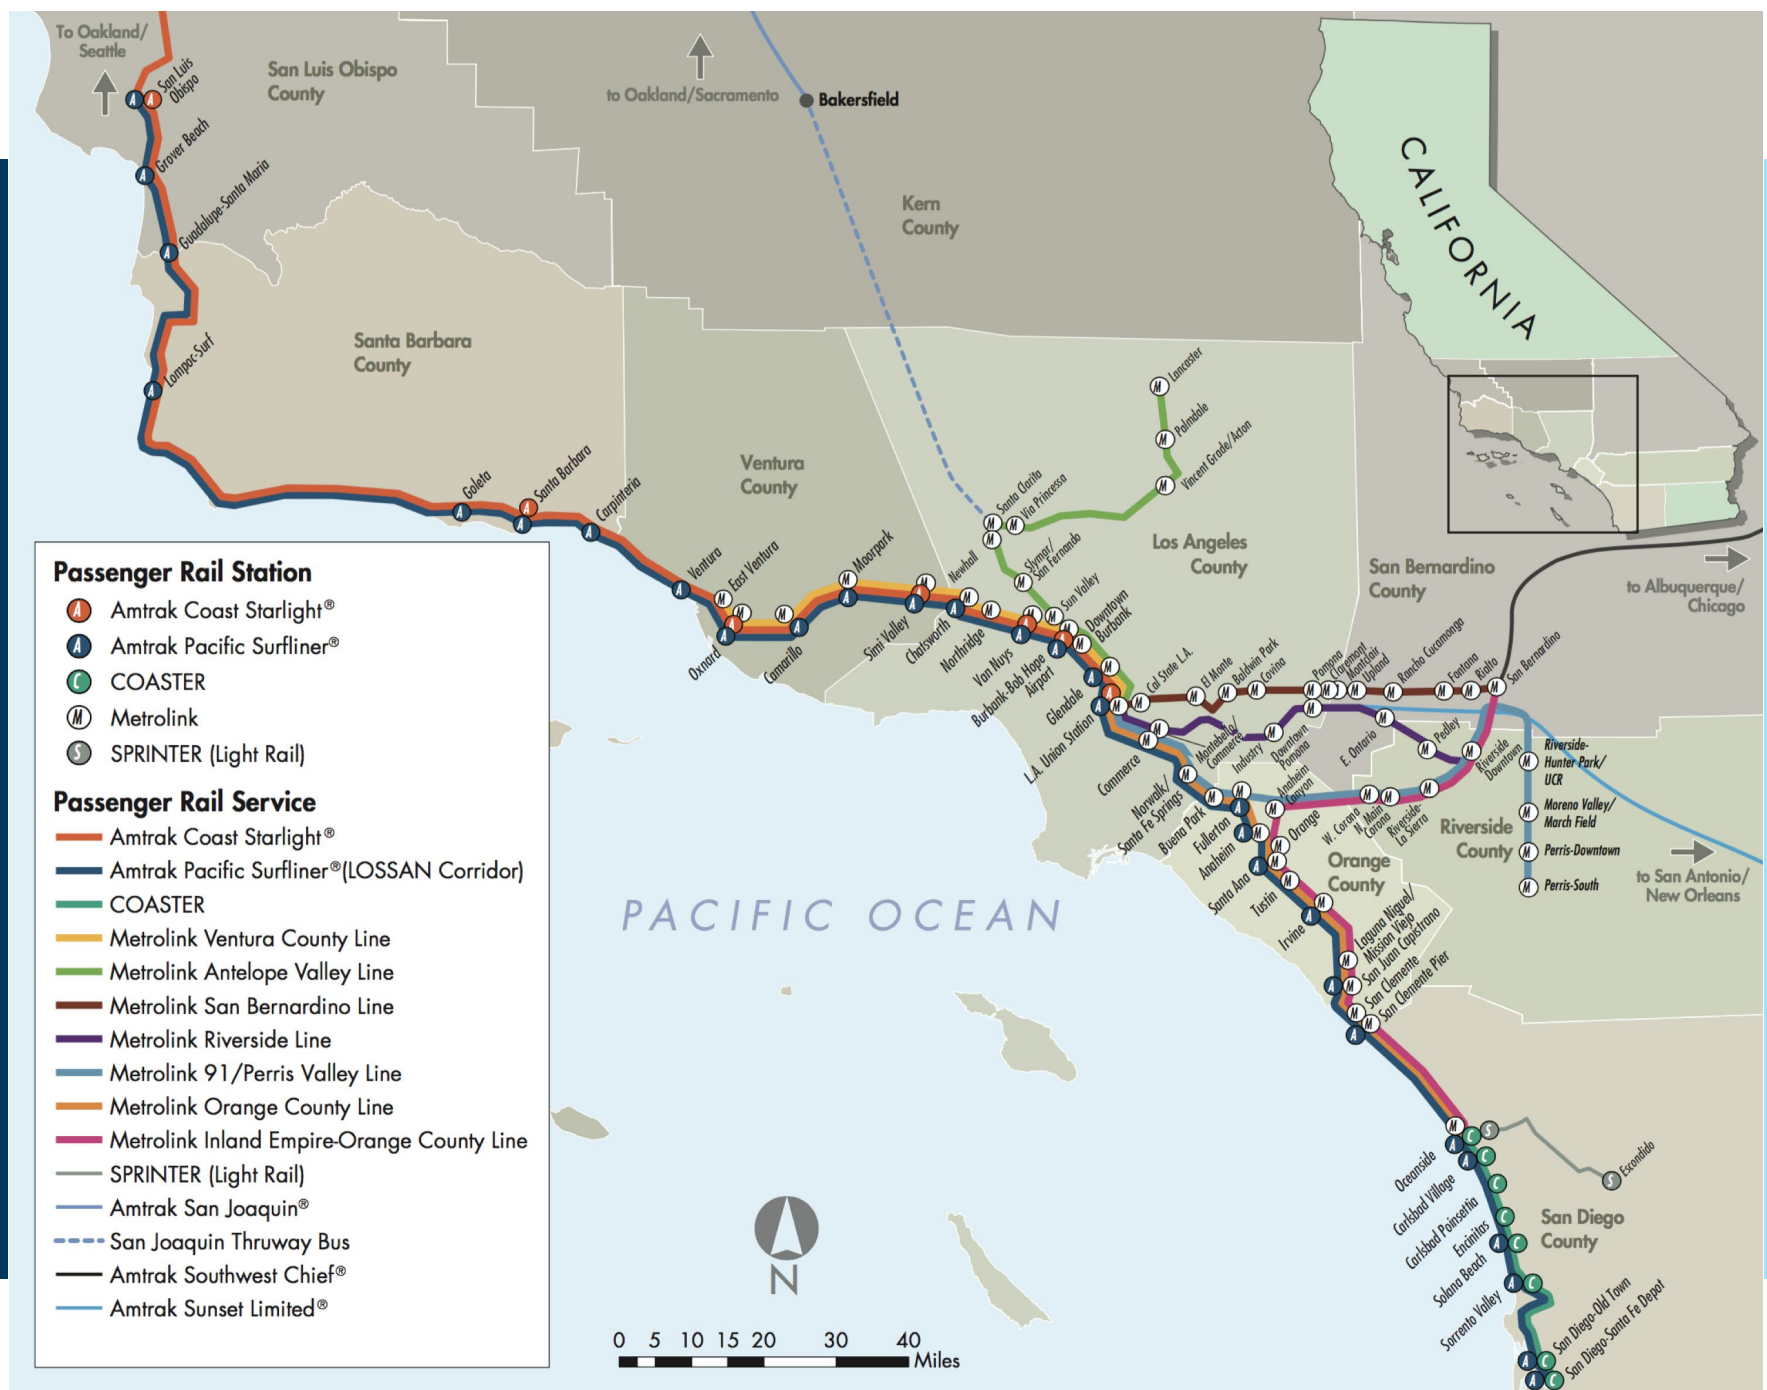 To Oakland/
Seattle
San Luis
Obispo
San Luis Obispo
County
to Oakland/Sacramento
Bakersfield
CALIFORNIA
Grover Beach
Guadalupe-Santa Maria
Kern
County
Santa Barbara
County
Lompoc-Surf
Lancaster
Palmdale
Vincent Grade/Acton
Ventura
County
Goleta
Santa Barbara
Carpinteria
Santa Clarita
Via Princessa
Los Angeles
County
San Bernardino
County
to Albuquerque/
Chicago
Ventura
East Ventura
Moorpark
Newhall
Slymar/
San Fernando
Sun Valley
Downtown
Burbank
Oxnard
Camarillo
Simi Valley
Chatsworth
Northridge
Van Nuys
Burbank-Bob Hope
Airport
Glendale
L.A. Union Station
Cal State L.A.
El Monte
Baldwin Park
Covina
Pomona
Claremont
Montclair
Upland
Rancho Cucamonga
Fontana
Rialto
San Bernardino
Commerce
Montebello/
Commerce
Industry
Downtown
Pomona
E. Ontario
Pedley
Riverside
Downtown
Riverside-
Hunter Park/
UCR
Moreno Valley/
March Field
Perris-Downtown
Perris-South
Norwalk/
Santa Fe Springs
Buena Park
Fullerton
Anaheim
Anaheim
Canyon
Orange
W. Corona
N. Main
Corona
Riverside-
La Sierra
Riverside
County
to San Antonio/
New Orleans
Orange
County
Santa Ana
Tustin
Irvine
Laguna Niguel/
Mission Viejo
San Juan Capistrano
San Clemente
San Clemente Pier
PACIFIC OCEAN
Oceanside
Carlsbad Village
Carlsbad Poinsettia
Encinitas
Solana Beach
Sorrento Valley
Escondido
San Diego
County
San Diego-Old Town
San Diego-Santa Fe Depot
Passenger Rail Station
A Amtrak Coast Starlight®
A Amtrak Pacific Surfliner®
C COASTER
M Metrolink
S SPRINTER (Light Rail)
Passenger Rail Service
Amtrak Coast Starlight®
Amtrak Pacific Surfliner®(LOSSAN Corridor)
COASTER
Metrolink Ventura County Line
Metrolink Antelope Valley Line
Metrolink San Bernardino Line
Metrolink Riverside Line
Metrolink 91/Perris Valley Line
Metrolink Orange County Line
Metrolink Inland Empire-Orange County Line
SPRINTER (Light Rail)
Amtrak San Joaquin®
San Joaquin Thruway Bus
Amtrak Southwest Chief®
Amtrak Sunset Limited®
N
0 5 10 15 20 30 40
Miles